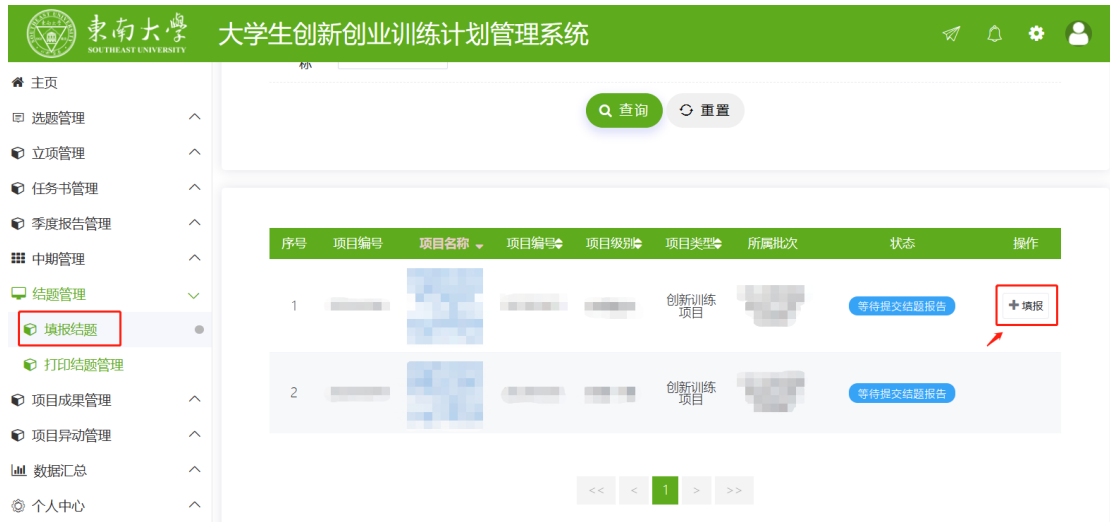 東南大學
SOUTHEAST UNIVERSITY
大学生创新创业训练计划管理系统
主页
选题管理
立项管理
任务书管理
季度报告管理
中期管理
结题管理
填报结题
打印结题管理
项目成果管理
项目异动管理
数据汇总
个人中心
称
查询 重置
序号 项目编号 项目名称 项目编号 项目级别 项目类型 所属批次 状态 操作
1 创新训练项目 等待提交结题报告 填报
2 创新训练项目 等待提交结题报告
<< < 1 > >>